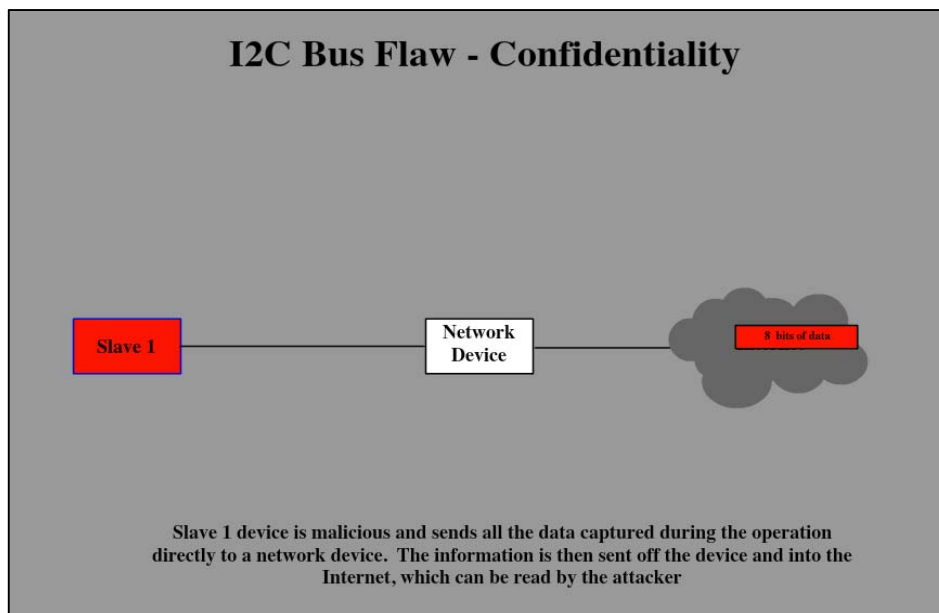 I2C Bus Flaw - Confidentiality
Slave 1
Network
Device
8 bits of data
Slave 1 device is malicious and sends all the data captured during the operation
directly to a network device. The information is then sent off the device and into the
Internet, which can be read by the attacker